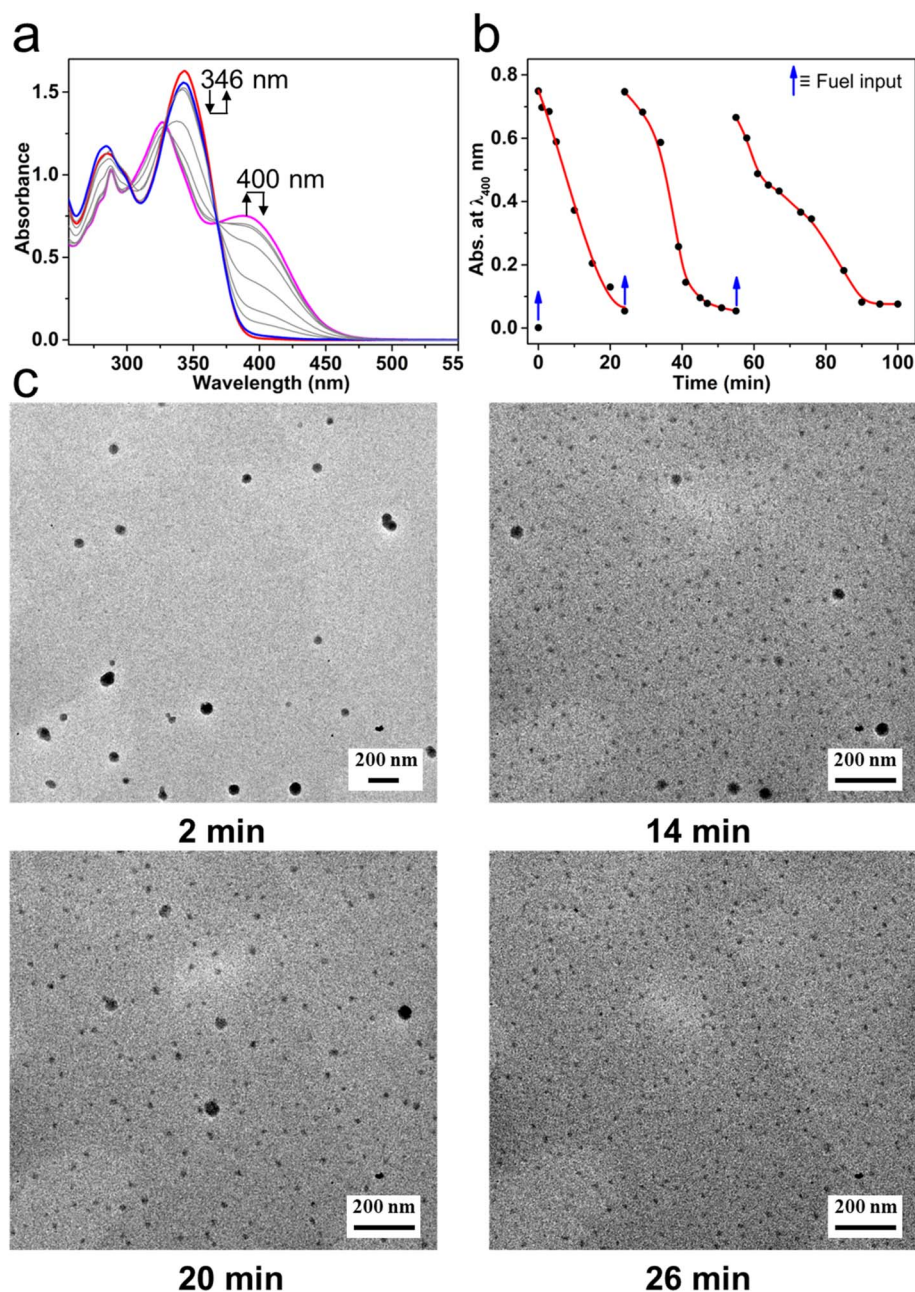 a
346 nm
400 nm
Absorbance
1.5
1.0
0.5
0.0
300
350
400
450
500
55
Wavelength (nm)
b
≡ Fuel input
Abs. at λ400 nm
0.8
0.6
0.4
0.2
0.0
0
20
40
60
80
100
Time (min)
c
200 nm
200 nm
2 min
14 min
200 nm
200 nm
20 min
26 min